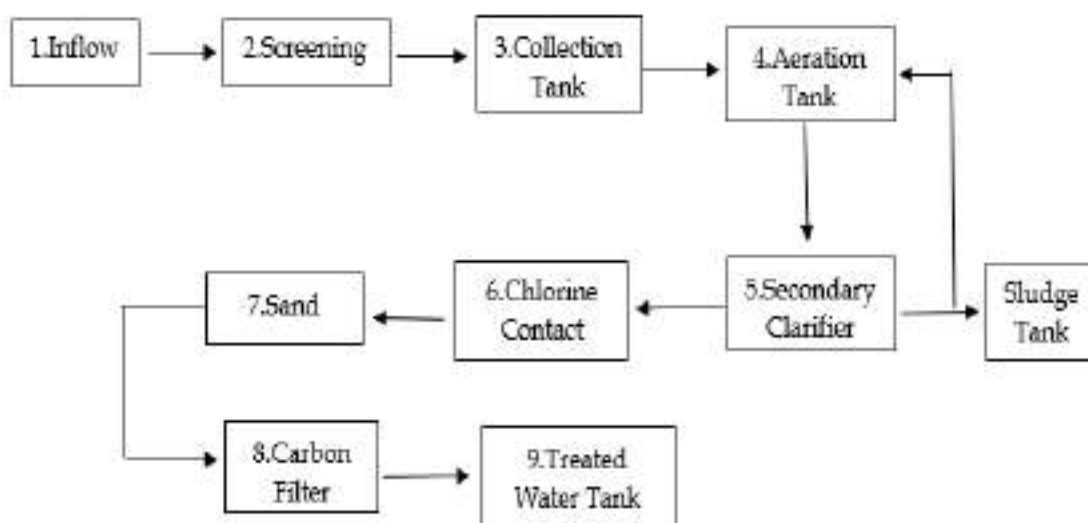 1.Inflow
2.Screening
3.Collection
Tank
4.Aeration
Tank
5.Secondary
Clarifier
Sludge
Tank
6.Chlorine
Contact
7.Sand
8.Carbon
Filter
9.Treated
Water Tank